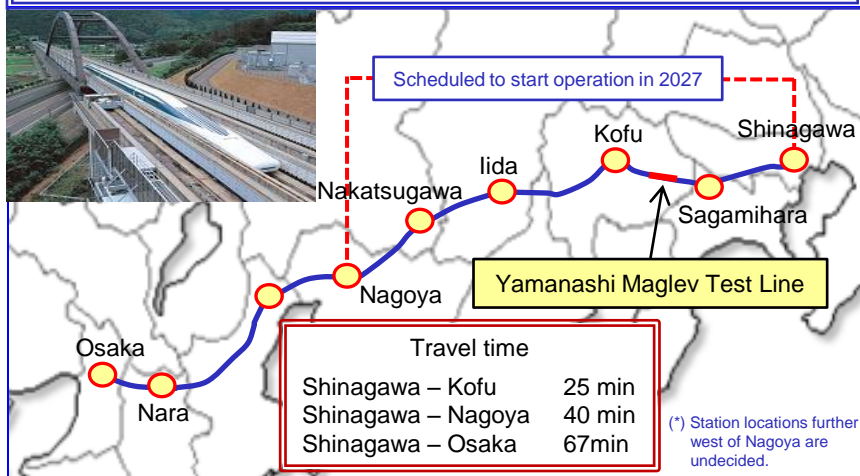 Scheduled to start operation in 2027
Shinagawa
Kofu
Iida
Nakatsugawa
Sagamihara
Yamanashi Maglev Test Line
Nagoya
Osaka
Nara
Travel time
Shinagawa – Kofu 25 min
Shinagawa – Nagoya 40 min
Shinagawa – Osaka 67min
(*) Station locations further
west of Nagoya are
undecided.